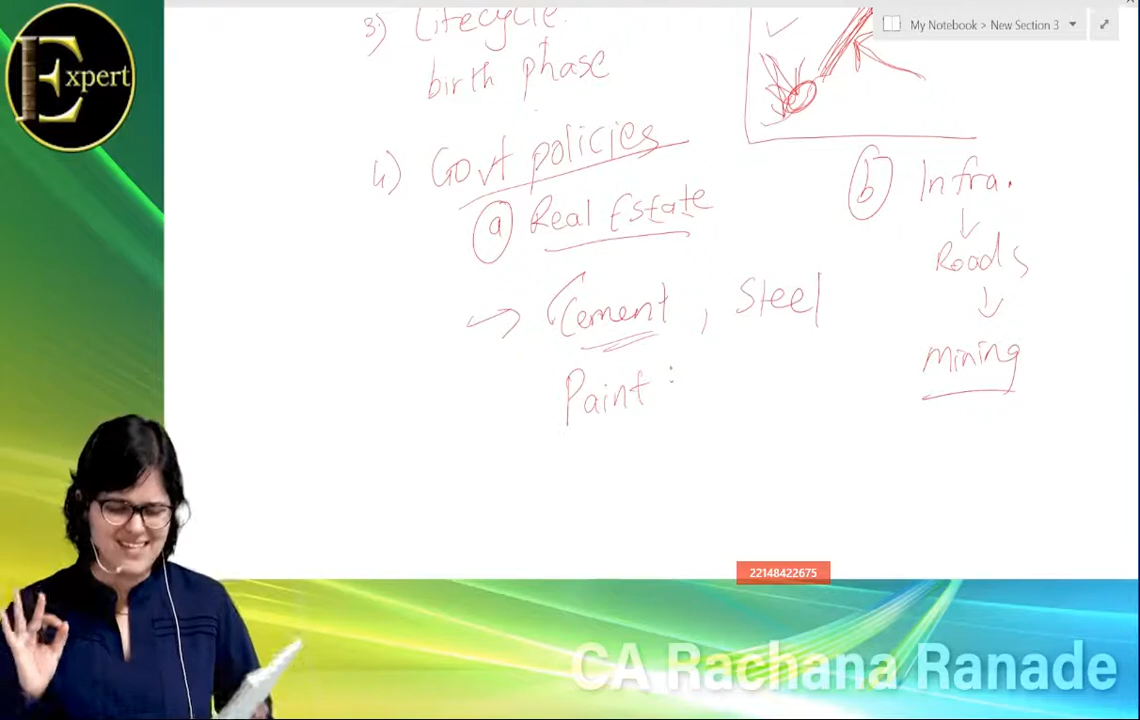 Expert
My Notebook > New Section 3
3) Lifecycle.
birth phase
4) Govt policies
a Real Estate
Cement, Steel
Paint :
b Infra.
Roads
mining
22148422675
CA Rachana Ranade